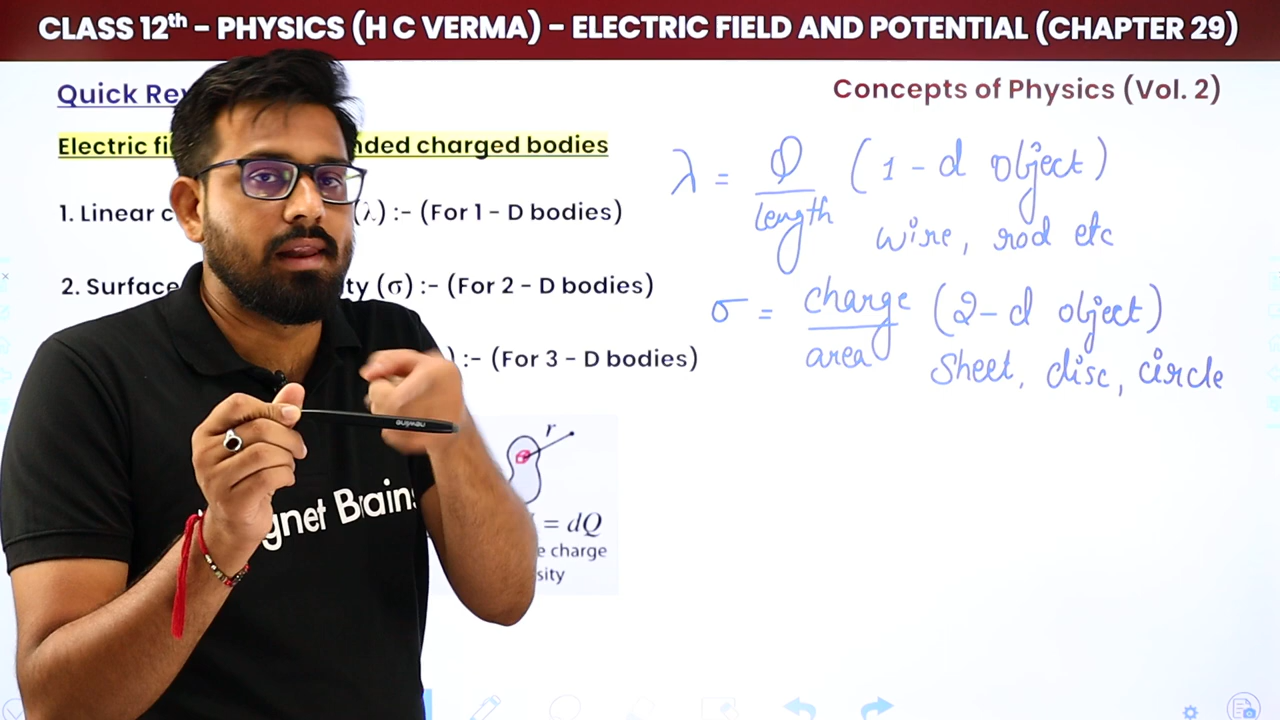 CLASS 12th – PHYSICS (H C VERMA) – ELECTRIC FIELD AND POTENTIAL (CHAPTER 29)
Quick Rev
Concepts of Physics (Vol. 2)
Electric fi nded charged bodies
1. Linear c (λ) :- (For 1 - D bodies)
2. Surface ty (σ) :- (For 2 - D bodies)
) :- (For 3 - D bodies)
λ = Q / length (1 - d object)
wire, rod etc
σ = charge / area (2 - d object)
Sheet, disc, circle
r
= dQ
e charge
sity
gnet Brains